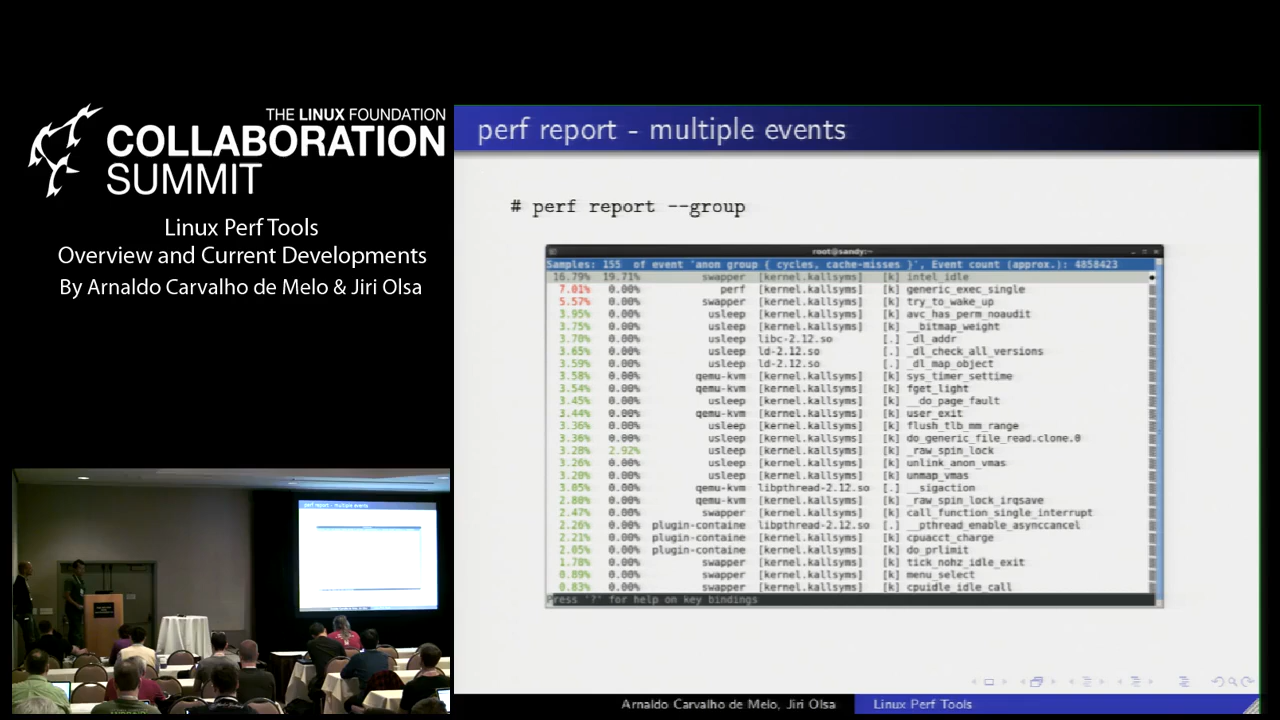 THE LINUX FOUNDATION
COLLABORATION
SUMMIT
Linux Perf Tools
Overview and Current Developments
By Arnaldo Carvalho de Melo & Jiri Olsa
perf report - multiple events
# perf report --group
root@sandy:~
Samples: 155 of event 'anon group { cycles, cache-misses }', Event count (approx.): 4858423
16.79% 19.71% swapper [kernel.kallsyms] [k] intel_idle
7.01% 0.00% perf [kernel.kallsyms] [k] generic_exec_single
5.57% 0.00% swapper [kernel.kallsyms] [k] try_to_wake_up
3.95% 0.00% usleep [kernel.kallsyms] [k] avc_has_perm_noaudit
3.75% 0.00% usleep [kernel.kallsyms] [k] __bitmap_weight
3.70% 0.00% usleep libc-2.12.so [.] _dl_addr
3.65% 0.00% usleep ld-2.12.so [.] _dl_check_all_versions
3.59% 0.00% usleep ld-2.12.so [.] _dl_map_object
3.58% 0.00% qemu-kvm [kernel.kallsyms] [k] sys_timer_settime
3.54% 0.00% qemu-kvm [kernel.kallsyms] [k] fget_light
3.45% 0.00% usleep [kernel.kallsyms] [k] __do_page_fault
3.44% 0.00% qemu-kvm [kernel.kallsyms] [k] user_exit
3.36% 0.00% usleep [kernel.kallsyms] [k] flush_tlb_mm_range
3.36% 0.00% usleep [kernel.kallsyms] [k] do_generic_file_read.clone.0
3.28% 2.92% usleep [kernel.kallsyms] [k] _raw_spin_lock
3.26% 0.00% usleep [kernel.kallsyms] [k] unlink_anon_vmas
3.20% 0.00% usleep [kernel.kallsyms] [k] unmap_vmas
3.05% 0.00% qemu-kvm libpthread-2.12.so [.] __sigaction
2.80% 0.00% qemu-kvm [kernel.kallsyms] [k] _raw_spin_lock_irqsave
2.47% 0.00% swapper [kernel.kallsyms] [k] call_function_single_interrupt
2.26% 0.00% plugin-containe libpthread-2.12.so [.] __pthread_enable_asynccancel
2.21% 0.00% plugin-containe [kernel.kallsyms] [k] cpuacct_charge
2.05% 0.00% plugin-containe [kernel.kallsyms] [k] do_prlimit
1.70% 0.00% swapper [kernel.kallsyms] [k] tick_nohz_idle_exit
0.89% 0.00% swapper [kernel.kallsyms] [k] menu_select
0.83% 0.00% swapper [kernel.kallsyms] [k] cpuidle_idle_call
Press '?' for help on key bindings
Arnaldo Carvalho de Melo, Jiri Olsa
Linux Perf Tools
perf report - multiple events